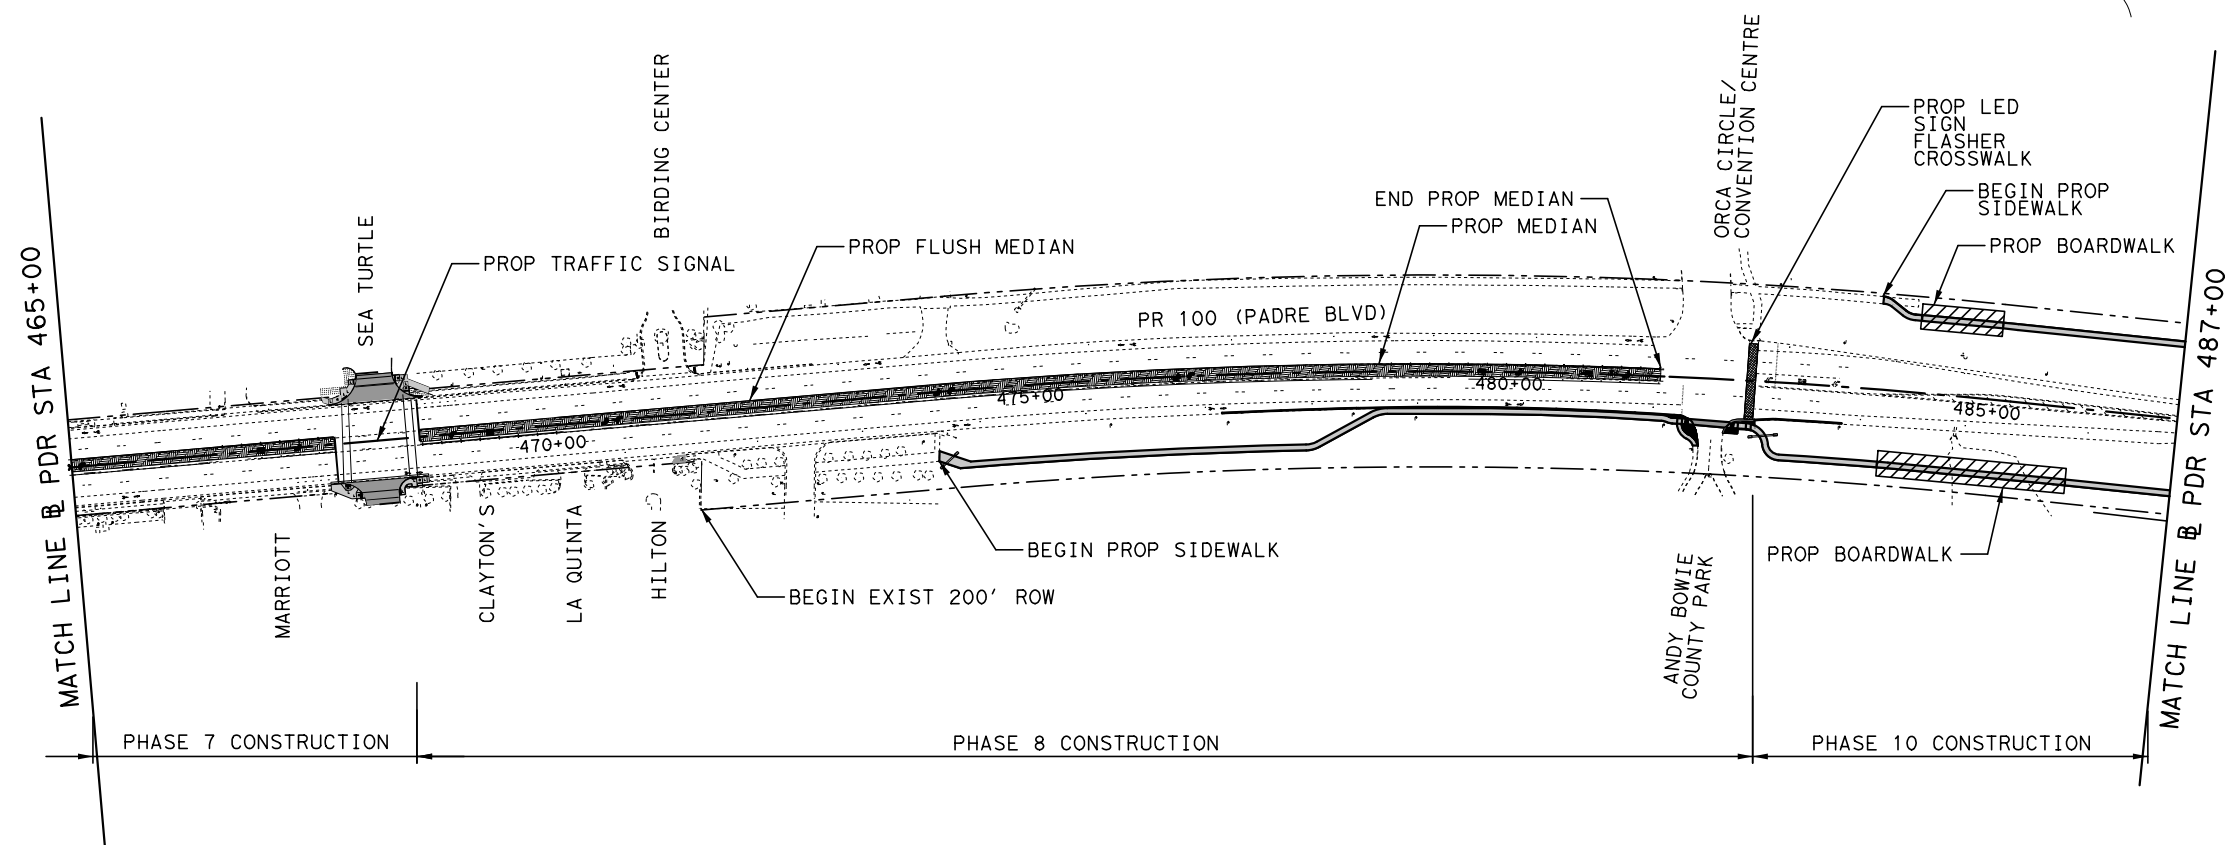 MATCH LINE BL PDR STA 465+00
SEA TURTLE
BIRDING CENTER
PROP TRAFFIC SIGNAL
PROP FLUSH MEDIAN
END PROP MEDIAN
PROP MEDIAN
ORCA CIRCLE/
CONVENTION CENTRE
PROP LED
SIGN
FLASHER
CROSSWALK
BEGIN PROP
SIDEWALK
PROP BOARDWALK
PR 100 (PADRE BLVD)
470+00
475+00
480+00
485+00
MARRIOTT
CLAYTON'S
LA QUINTA
HILTON
BEGIN EXIST 200' ROW
BEGIN PROP SIDEWALK
ANDY BOWIE
COUNTY PARK
PROP BOARDWALK
MATCH LINE BL PDR STA 487+00
PHASE 7 CONSTRUCTION
PHASE 8 CONSTRUCTION
PHASE 10 CONSTRUCTION